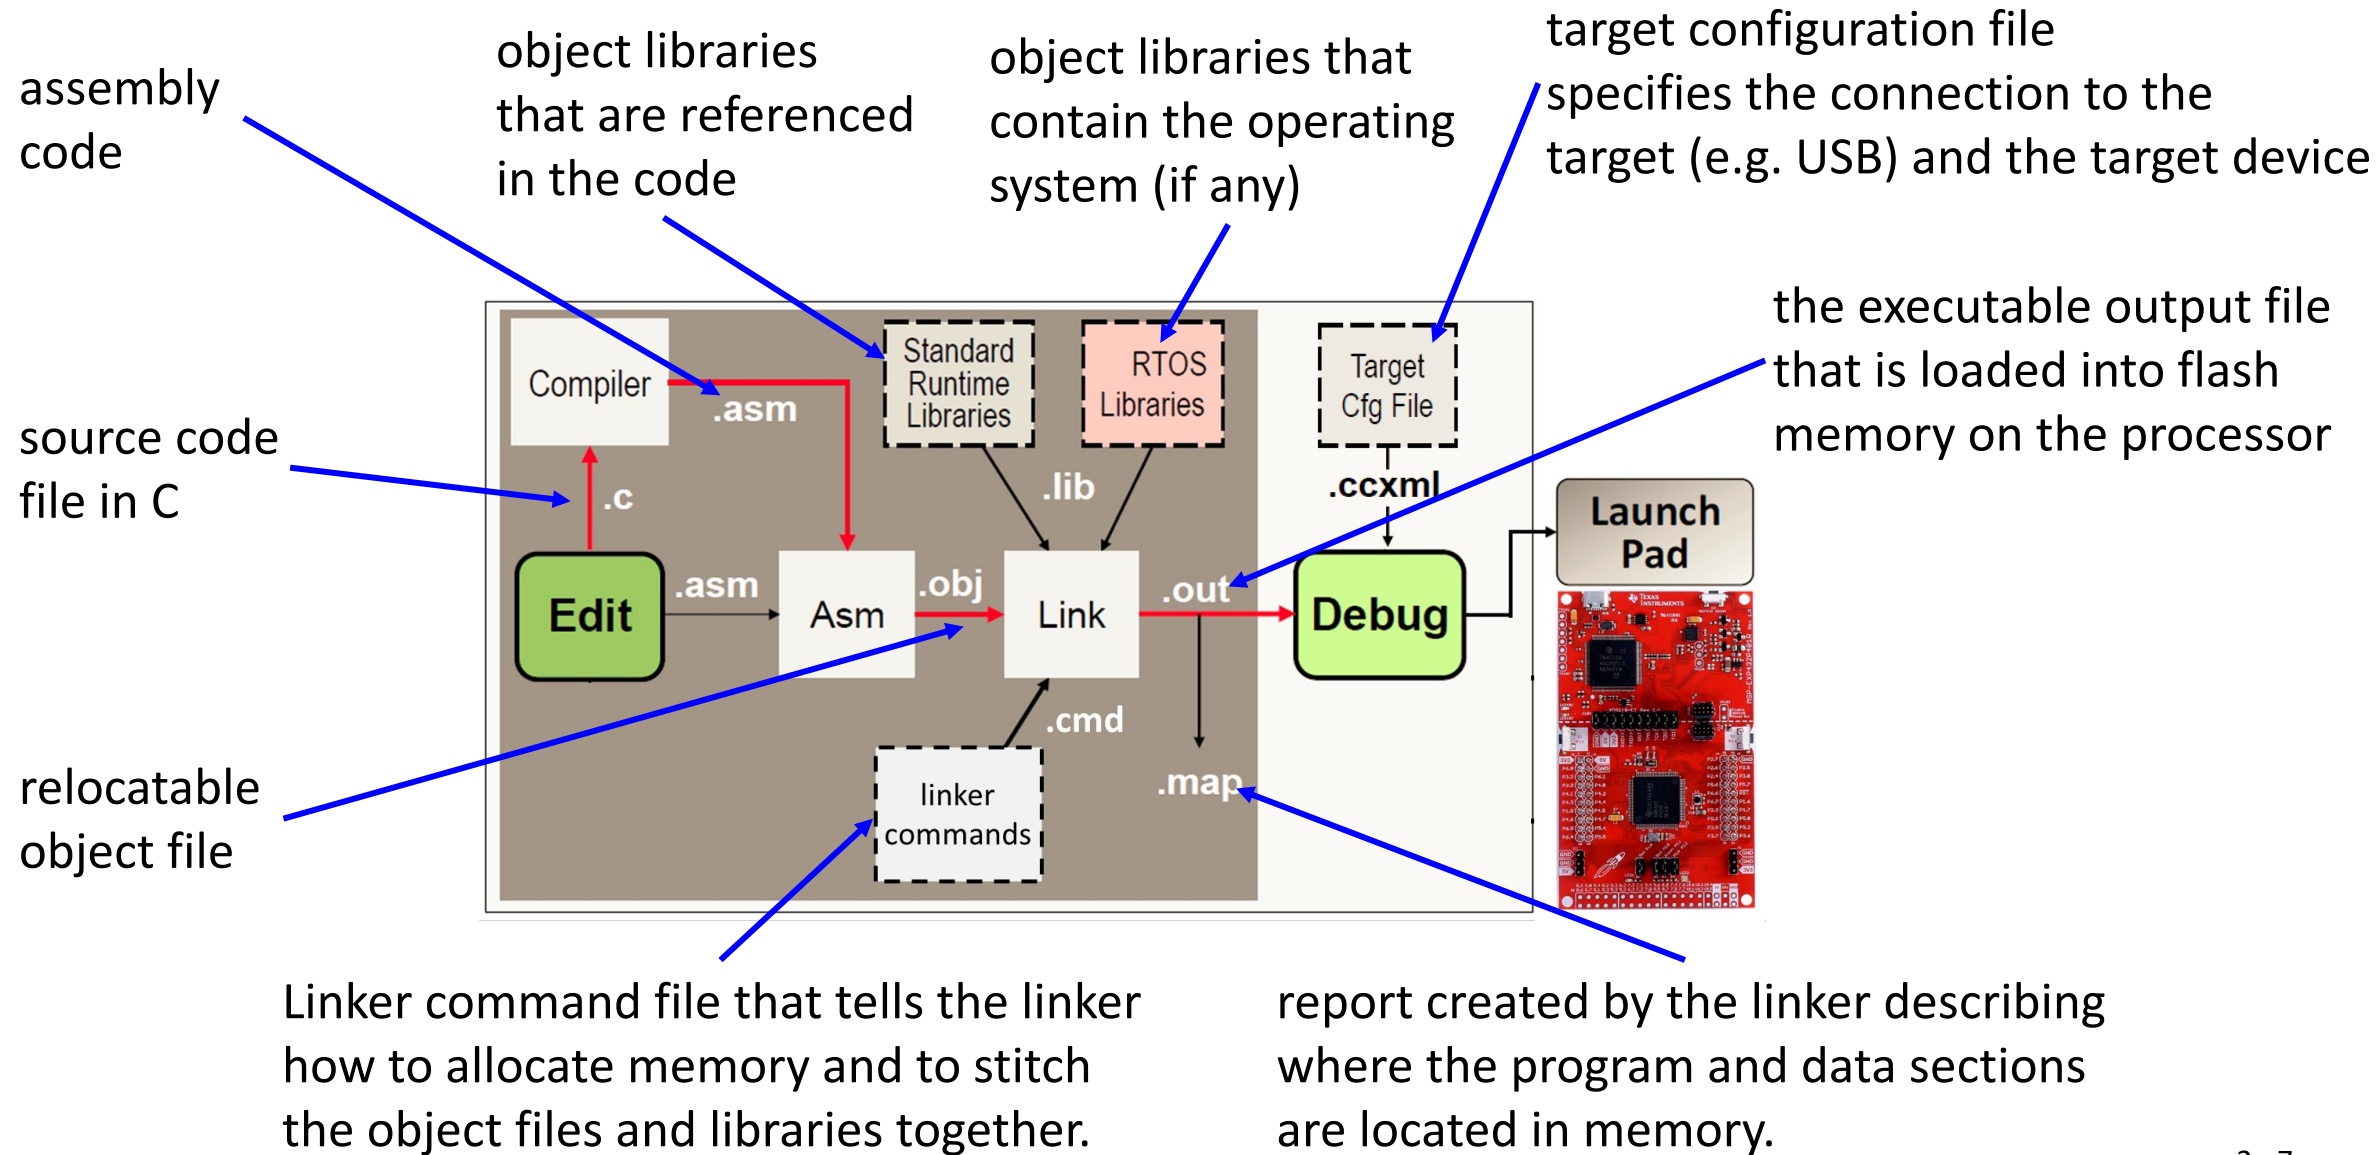 assembly
code
object libraries
that are referenced
in the code
object libraries that
contain the operating
system (if any)
target configuration file
specifies the connection to the
target (e.g. USB) and the target device
the executable output file
that is loaded into flash
memory on the processor
source code
file in C
relocatable
object file
Compiler
.asm
Standard
Runtime
Libraries
RTOS
Libraries
Target
Cfg File
.c
.lib
.ccxml
Launch
Pad
Edit
.asm
Asm
.obj
Link
.out
Debug
TEXAS
INSTRUMENTS
.cmd
.map
linker
commands
Linker command file that tells the linker
how to allocate memory and to stitch
the object files and libraries together.
report created by the linker describing
where the program and data sections
are located in memory.